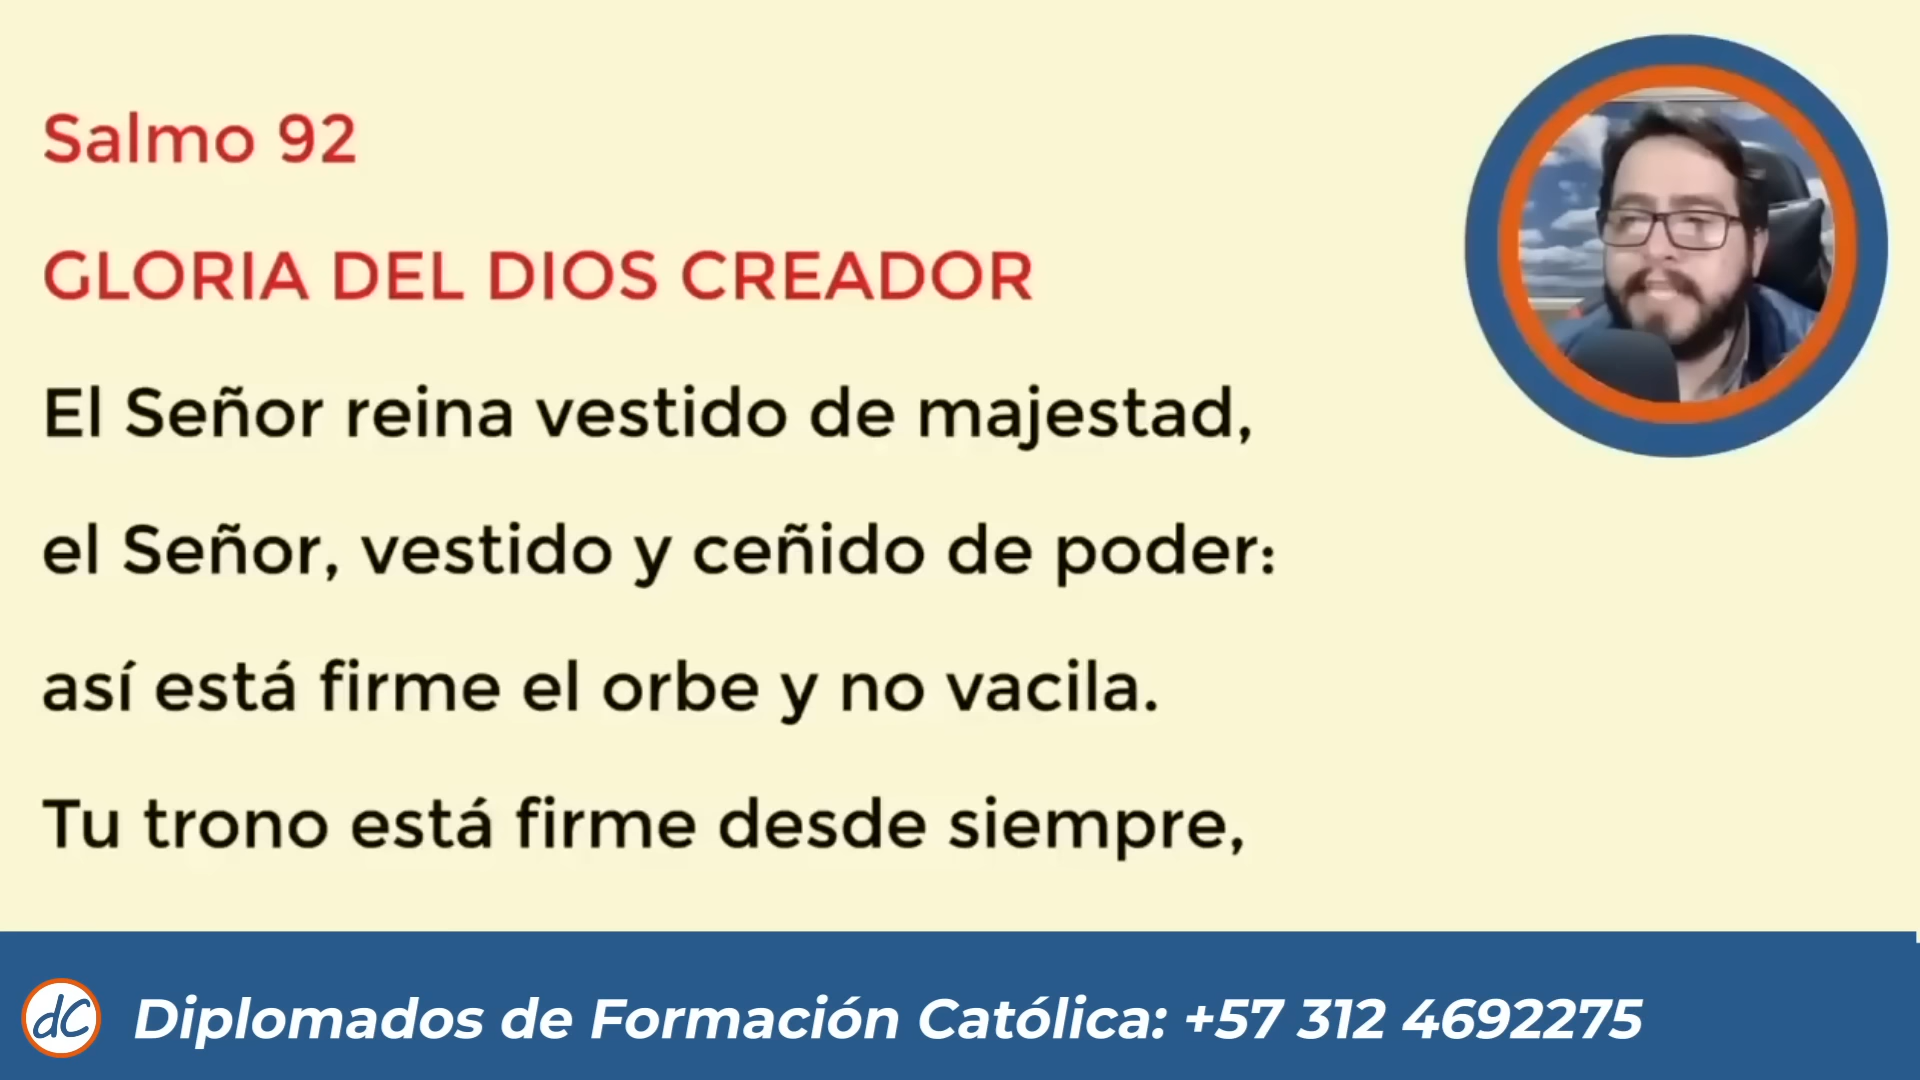 Salmo 92
GLORIA DEL DIOS CREADOR
El Señor reina vestido de majestad,
el Señor, vestido y ceñido de poder:
así está firme el orbe y no vacila.
Tu trono está firme desde siempre,
dC Diplomados de Formación Católica: +57 312 4692275